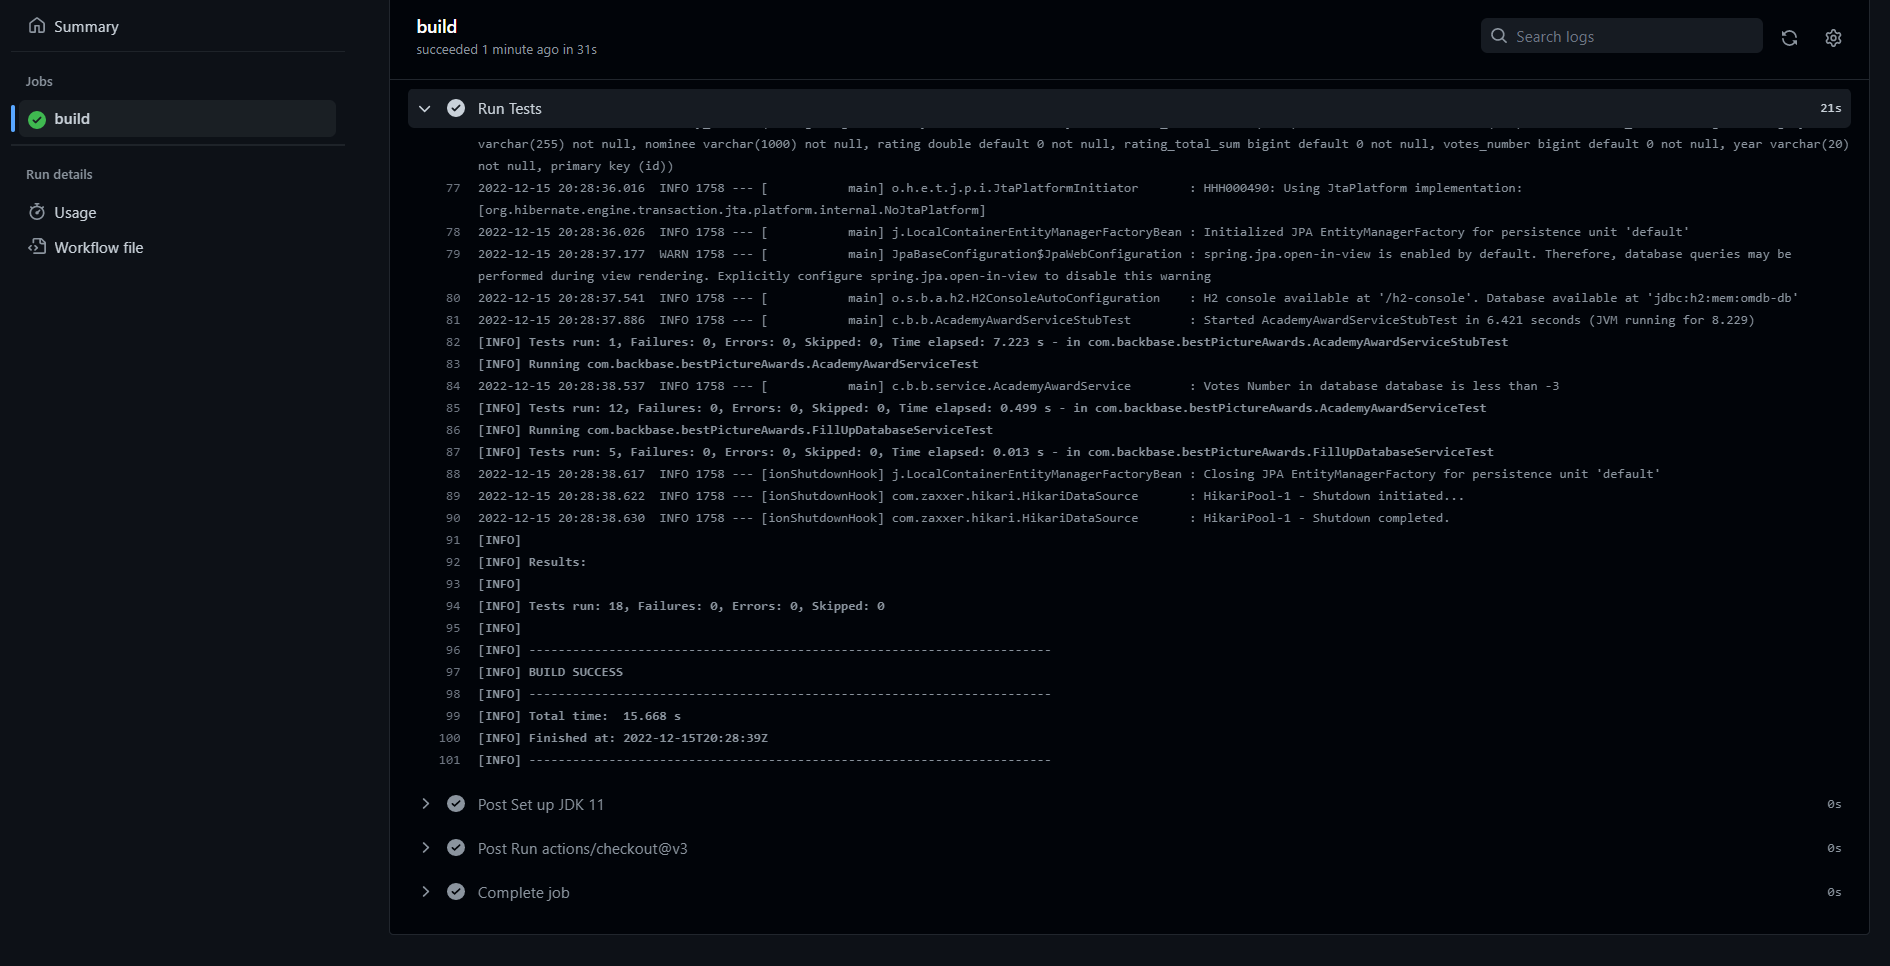 Summary
Jobs
build
Run details
Usage
Workflow file
build
succeeded 1 minute ago in 31s
Search logs
Run Tests 21s
varchar(255) not null, nominee varchar(1000) not null, rating double default 0 not null, rating_total_sum bigint default 0 not null, votes_number bigint default 0 not null, year varchar(20)
not null, primary key (id))
77 2022-12-15 20:28:36.016  INFO 1758 --- [           main] o.h.e.t.j.p.i.JtaPlatformInitiator       : HHH000490: Using JtaPlatform implementation:
[org.hibernate.engine.transaction.jta.platform.internal.NoJtaPlatform]
78 2022-12-15 20:28:36.026  INFO 1758 --- [           main] j.LocalContainerEntityManagerFactoryBean : Initialized JPA EntityManagerFactory for persistence unit 'default'
79 2022-12-15 20:28:37.177  WARN 1758 --- [           main] JpaBaseConfiguration$JpaWebConfiguration : spring.jpa.open-in-view is enabled by default. Therefore, database queries may be
performed during view rendering. Explicitly configure spring.jpa.open-in-view to disable this warning
80 2022-12-15 20:28:37.541  INFO 1758 --- [           main] o.s.b.a.h2.H2ConsoleAutoConfiguration    : H2 console available at '/h2-console'. Database available at 'jdbc:h2:mem:omdb-db'
81 2022-12-15 20:28:37.886  INFO 1758 --- [           main] c.b.b.AcademyAwardServiceStubTest        : Started AcademyAwardServiceStubTest in 6.421 seconds (JVM running for 8.229)
82 [INFO] Tests run: 1, Failures: 0, Errors: 0, Skipped: 0, Time elapsed: 7.223 s - in com.backbase.bestPictureAwards.AcademyAwardServiceStubTest
83 [INFO] Running com.backbase.bestPictureAwards.AcademyAwardServiceTest
84 2022-12-15 20:28:38.537  INFO 1758 --- [           main] c.b.b.service.AcademyAwardService        : Votes Number in database database is less than -3
85 [INFO] Tests run: 12, Failures: 0, Errors: 0, Skipped: 0, Time elapsed: 0.499 s - in com.backbase.bestPictureAwards.AcademyAwardServiceTest
86 [INFO] Running com.backbase.bestPictureAwards.FillUpDatabaseServiceTest
87 [INFO] Tests run: 5, Failures: 0, Errors: 0, Skipped: 0, Time elapsed: 0.013 s - in com.backbase.bestPictureAwards.FillUpDatabaseServiceTest
88 2022-12-15 20:28:38.617  INFO 1758 --- [ionShutdownHook] j.LocalContainerEntityManagerFactoryBean : Closing JPA EntityManagerFactory for persistence unit 'default'
89 2022-12-15 20:28:38.622  INFO 1758 --- [ionShutdownHook] com.zaxxer.hikari.HikariDataSource       : HikariPool-1 - Shutdown initiated...
90 2022-12-15 20:28:38.630  INFO 1758 --- [ionShutdownHook] com.zaxxer.hikari.HikariDataSource       : HikariPool-1 - Shutdown completed.
91 [INFO]
92 [INFO] Results:
93 [INFO]
94 [INFO] Tests run: 18, Failures: 0, Errors: 0, Skipped: 0
95 [INFO]
96 [INFO] ------------------------------------------------------------------------
97 [INFO] BUILD SUCCESS
98 [INFO] ------------------------------------------------------------------------
99 [INFO] Total time:  15.668 s
100 [INFO] Finished at: 2022-12-15T20:28:39Z
101 [INFO] ------------------------------------------------------------------------
Post Set up JDK 11 0s
Post Run actions/checkout@v3 0s
Complete job 0s